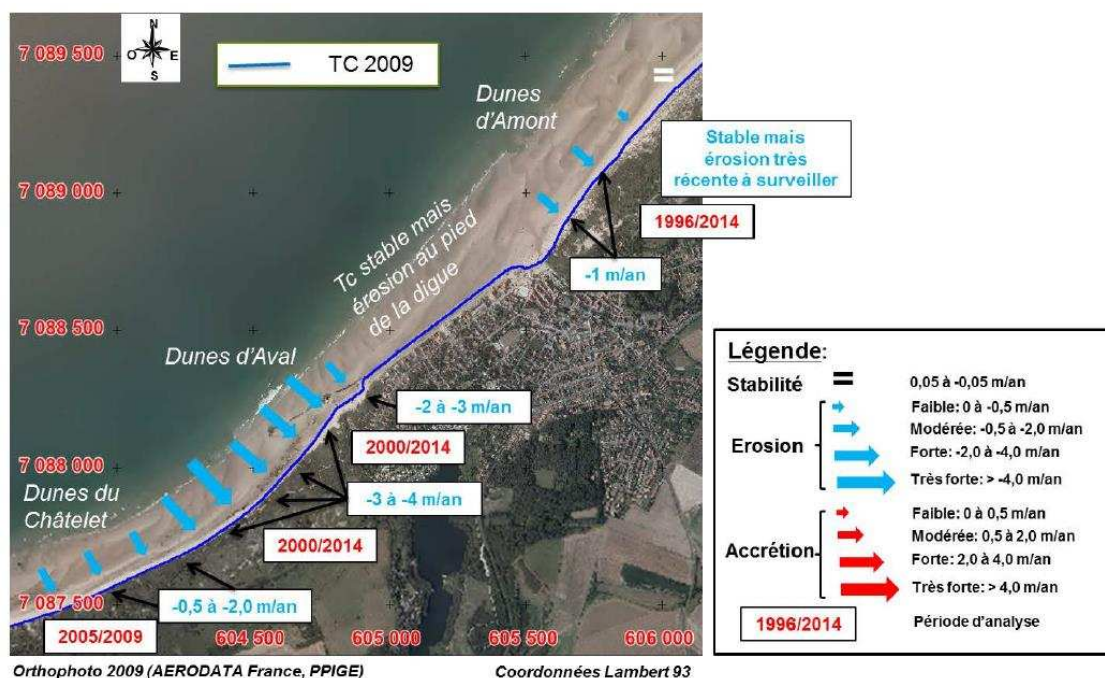 7 089 500
N
O E
S
TC 2009
Dunes
d'Amont
Stable mais
érosion très
récente à surveiller
7 089 000
1996/2014
Tc stable mais
érosion au pied
de la digue
-1 m/an
7 088 500
Dunes d'Aval
-2 à -3 m/an
2000/2014
7 088 000
Dunes du
Châtelet
-3 à -4 m/an
2000/2014
7 087 500
-0,5 à -2,0 m/an
2005/2009
604 500
605 000
605 500
606 000
Orthophoto 2009 (AERODATA France, PPIGE)
Coordonnées Lambert 93
Légende:
Stabilité
0,05 à -0,05 m/an
Erosion
Faible: 0 à -0,5 m/an
Modérée: -0,5 à -2,0 m/an
Forte: -2,0 à -4,0 m/an
Très forte: > -4,0 m/an
Accrétion
Faible: 0 à 0,5 m/an
Modérée: 0,5 à 2,0 m/an
Forte: 2,0 à 4,0 m/an
Très forte: > 4,0 m/an
1996/2014
Période d'analyse